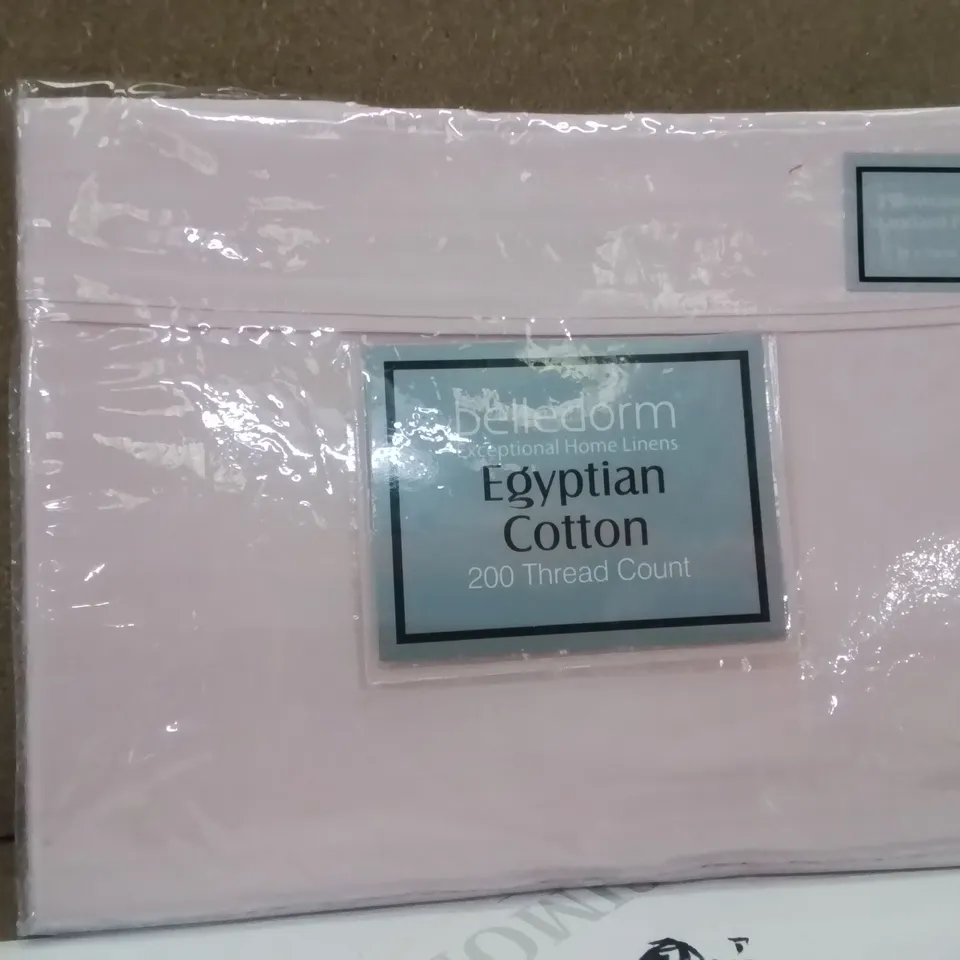 belledorm
Exceptional Home Linens
Egyptian
Cotton
200 Thread Count